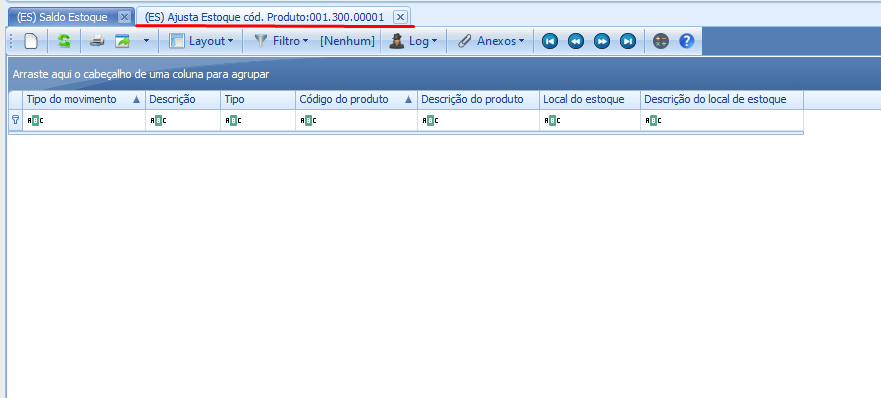 (ES) Saldo Estoque (ES) Ajusta Estoque cód. Produto:001.300.00001
Layout Filtro [Nenhum] Log Anexos
Arraste aqui o cabeçalho de uma coluna para agrupar
Tipo do movimento Descrição Tipo Código do produto Descrição do produto Local do estoque Descrição do local de estoque
ABC ABC ABC ABC ABC ABC ABC